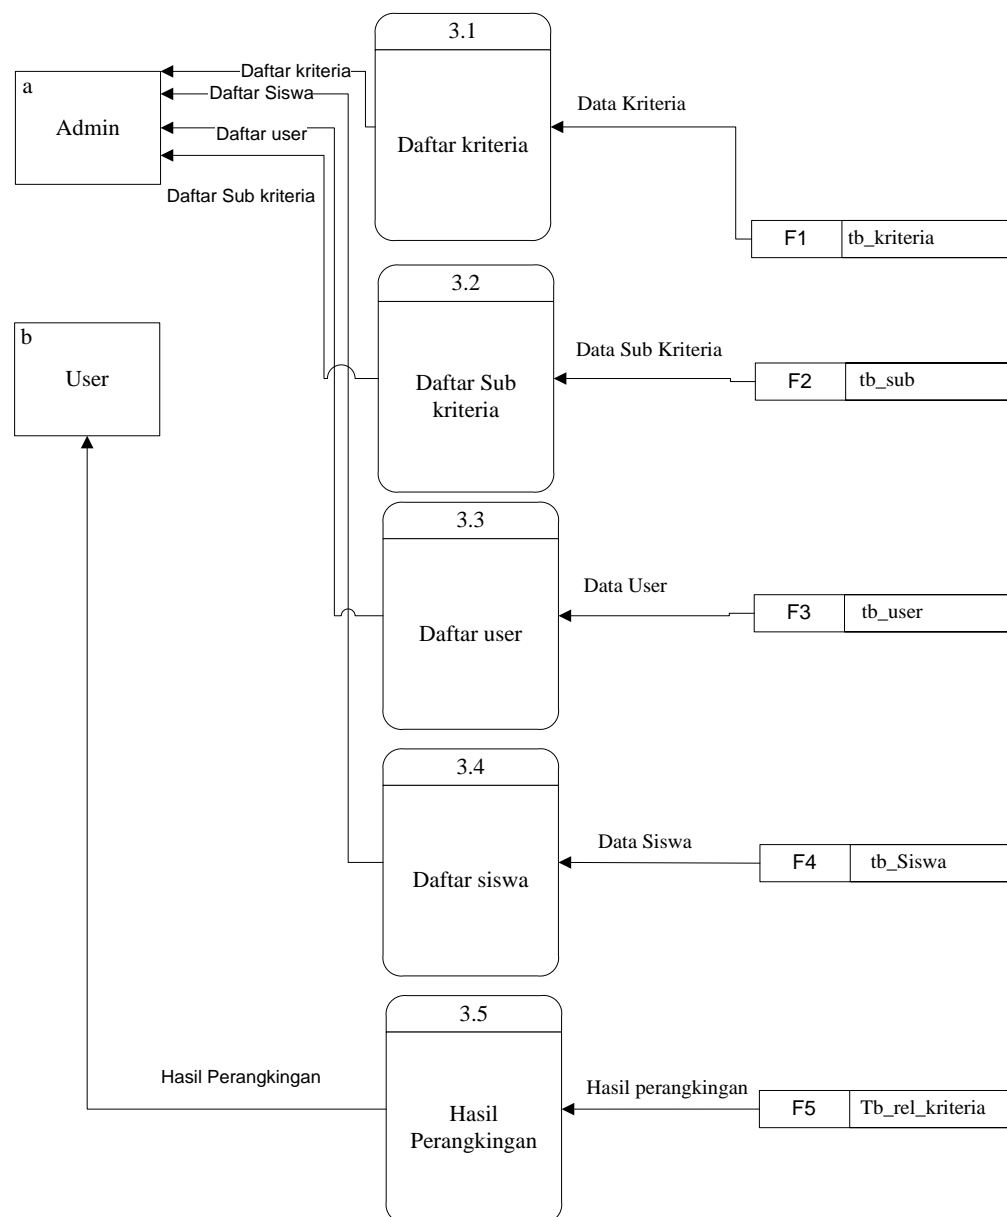 3.1
Daftar kriteria
a
Admin
Daftar kriteria
Daftar Siswa
Daftar user
Daftar Sub kriteria
Data Kriteria
F1
tb_kriteria
3.2
Daftar Sub
kriteria
Data Sub Kriteria
F2
tb_sub
b
User
3.3
Daftar user
Data User
F3
tb_user
3.4
Daftar siswa
Data Siswa
F4
tb_Siswa
3.5
Hasil
Perangkingan
Hasil Perangkingan
Hasil perangkingan
F5
Tb_rel_kriteria